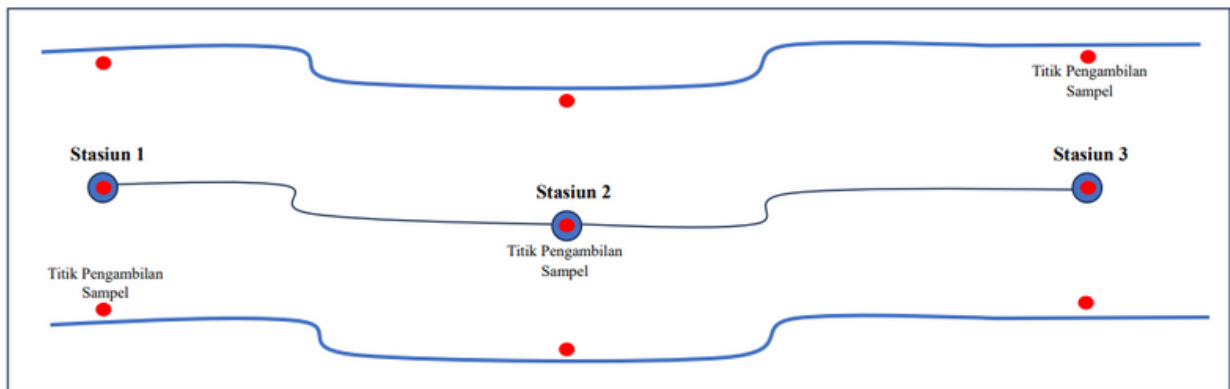 Titik Pengambilan
Sampel
Stasiun 1
Stasiun 3
Stasiun 2
Titik Pengambilan
Sampel
Titik Pengambilan
Sampel